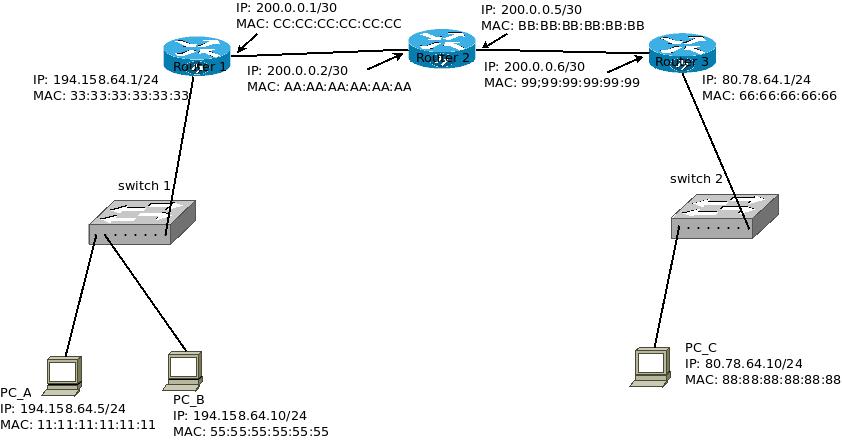 IP: 200.0.0.1/30
MAC: CC:CC:CC:CC:CC:CC
IP: 200.0.0.5/30
MAC: BB:BB:BB:BB:BB:BB
Router 1
Router 2
Router 3
IP: 200.0.0.2/30
MAC: AA:AA:AA:AA:AA:AA
IP: 200.0.0.6/30
MAC: 99;99:99:99:99:99
IP: 194.158.64.1/24
MAC: 33:33:33:33:33:33
IP: 80.78.64.1/24
MAC: 66:66:66:66:66
switch 1
switch 2
PC_A
IP: 194.158.64.5/24
MAC: 11:11:11:11:11:11
PC_B
IP: 194.158.64.10/24
MAC: 55:55:55:55:55:55
PC_C
IP: 80.78.64.10/24
MAC: 88:88:88:88:88:88